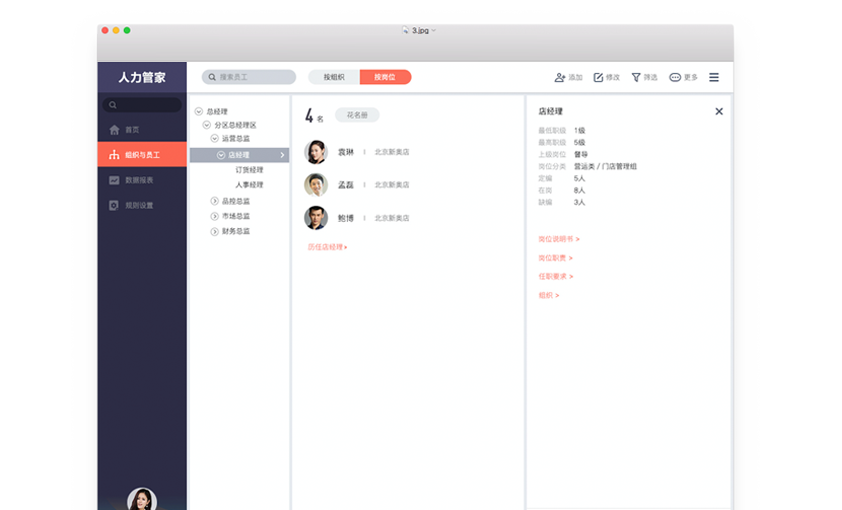 3.jpg
人力管家
搜索员工
按组织
按岗位
添加
修改
筛选
更多
首页
组织与员工
数据报表
规则设置
总经理
分区总经理区
运营总监
店经理
订货经理
人事经理
品控总监
市场总监
财务总监
4名
花名册
袁琳 | 北京新奥店
孟磊 | 北京新奥店
鲍博 | 北京新奥店
历任店经理>
店经理
最低职级 1级
最高职级 5级
上级岗位 督导
岗位分类 营运类 / 门店管理组
定编 5人
在岗 8人
缺编 3人
岗位说明书 >
岗位职责 >
任职要求 >
组织 >